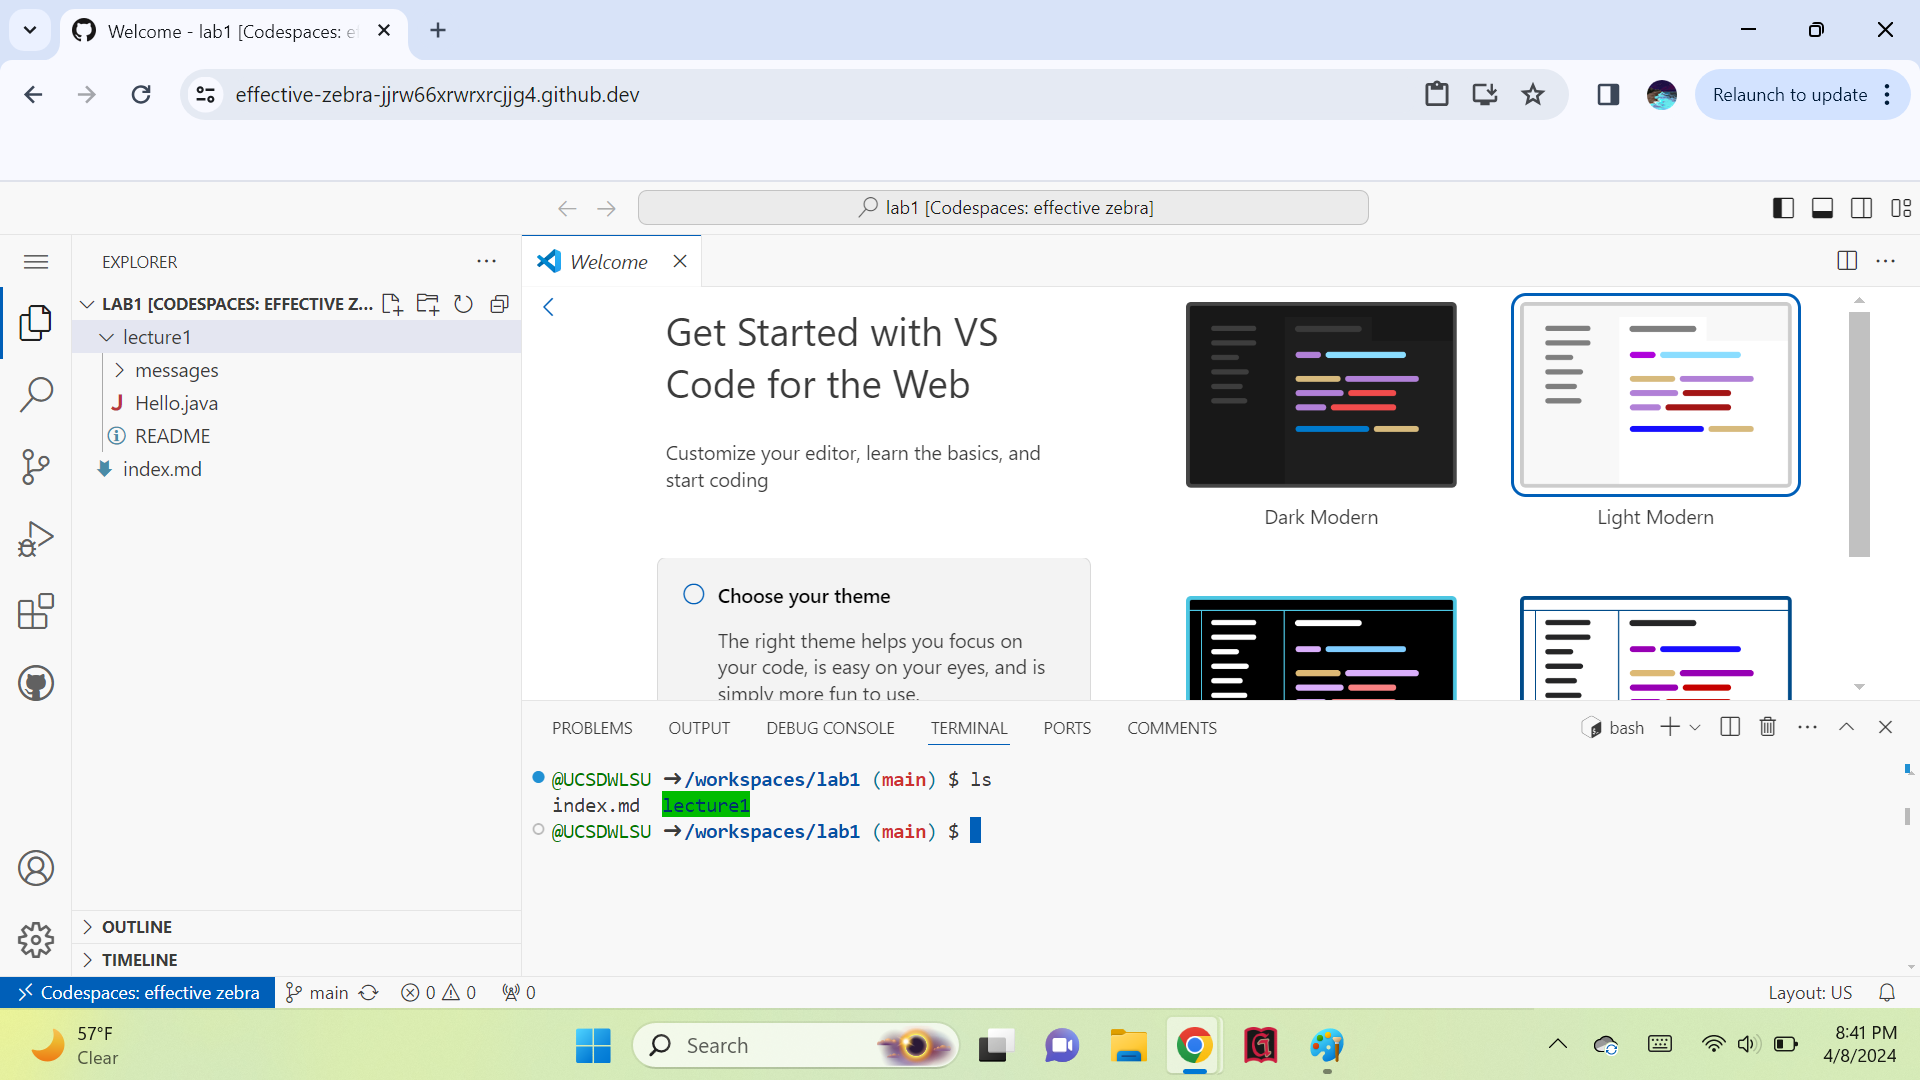 Welcome - lab1 [Codespaces: ef
effective-zebra-jjrw66xrwrxrcjjg4.github.dev
Relaunch to update
lab1 [Codespaces: effective zebra]
EXPLORER
LAB1 [CODESPACES: EFFECTIVE Z...
lecture1
messages
Hello.java
README
index.md
OUTLINE
TIMELINE
Welcome
Get Started with VS
Code for the Web
Customize your editor, learn the basics, and
start coding
Choose your theme
The right theme helps you focus on
your code, is easy on your eyes, and is
simply more fun to use.
Dark Modern
Light Modern
PROBLEMS OUTPUT DEBUG CONSOLE TERMINAL PORTS COMMENTS
bash
@UCSDWLSU ➜/workspaces/lab1 (main) $ ls
index.md lecture1
@UCSDWLSU ➜/workspaces/lab1 (main) $
Codespaces: effective zebra main 0 0 0
Layout: US
57°F
Clear
Search
8:41 PM
4/8/2024